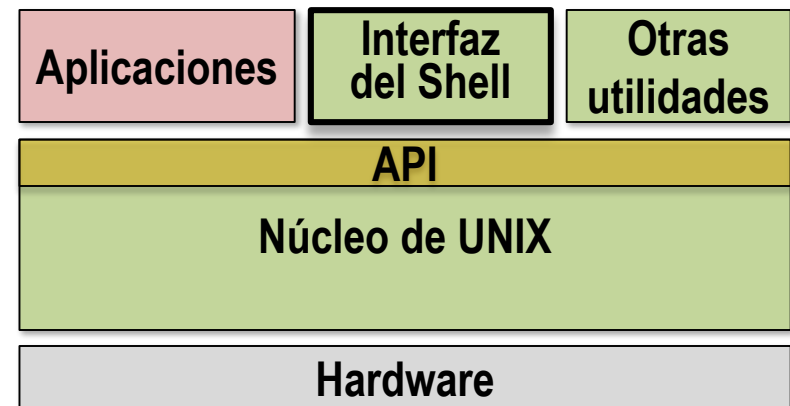 Aplicaciones
Interfaz
del Shell
Otras
utilidades
API
Núcleo de UNIX
Hardware